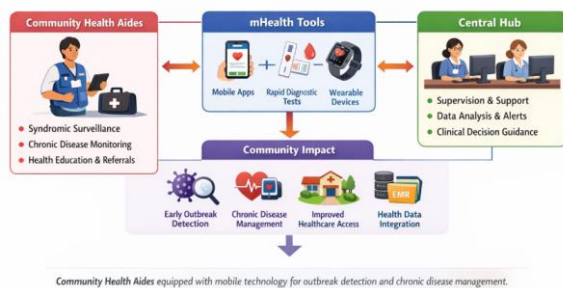 Community Health Aides
Syndromic Surveillance
Chronic Disease Monitoring
Health Education & Referrals
mHealth Tools
Mobile Apps
Rapid Diagnostic
Tests
Wearable
Devices
Central Hub
Supervision & Support
Data Analysis & Alerts
Clinical Decision Guidance
Community Impact
Early Outbreak
Detection
Chronic Disease
Management
Improved
Healthcare Access
EMR
Health Data
Integration
Community Health Aides equipped with mobile technology for outbreak detection and chronic disease management.